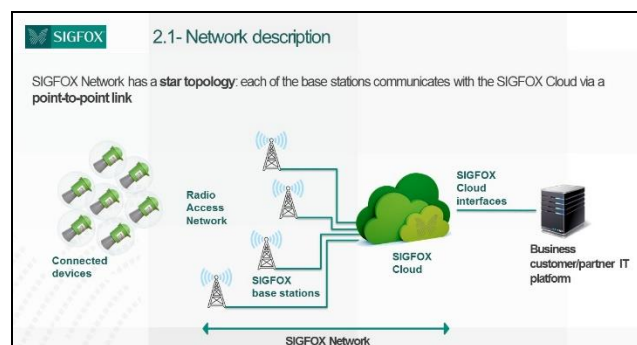 SIGFOX
2.1- Network description
SIGFOX Network has a star topology: each of the base stations communicates with the SIGFOX Cloud via a
point-to-point link
Connected
devices
Radio
Access
Network
SIGFOX
base stations
SIGFOX
Cloud
SIGFOX
Cloud
interfaces
Business
customer/partner IT
platform
SIGFOX Network